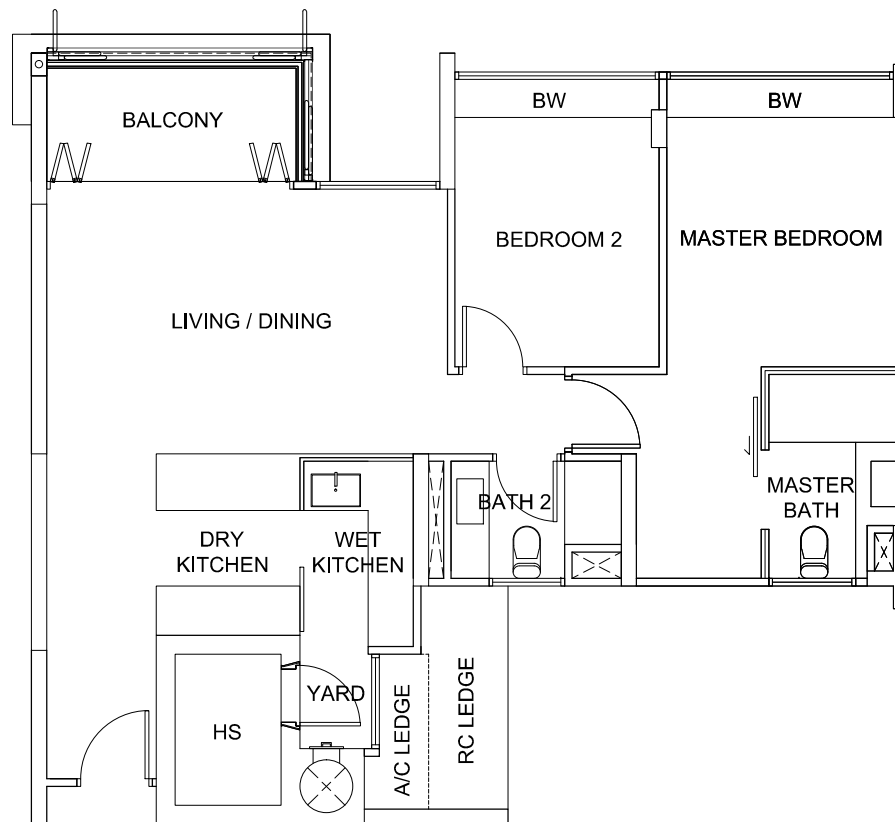 BW
BW
BALCONY
BEDROOM 2
MASTER BEDROOM
LIVING / DINING
MASTER
BATH
BATH 2
DRY
KITCHEN
WET
KITCHEN
YARD
HS
A/C LEDGE
RC LEDGE